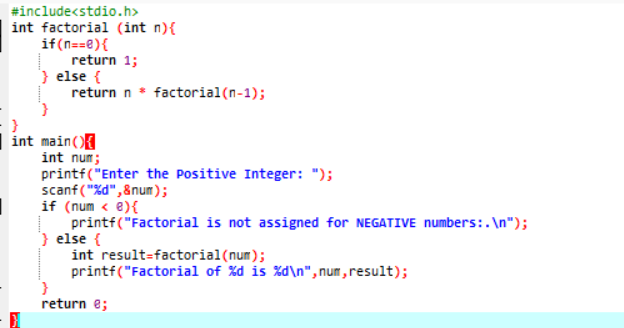 #include<stdio.h>
int factorial (int n){
    if(n==0){
        return 1;
    } else {
        return n * factorial(n-1);
    }
}
int main(){
    int num;
    printf("Enter the Positive Integer: ");
    scanf("%d",&num);
    if (num < 0){
        printf("Factorial is not assigned for NEGATIVE numbers:.\n");
    } else {
        int result=factorial(num);
        printf("Factorial of %d is %d\n",num,result);
    }
    return 0;
}